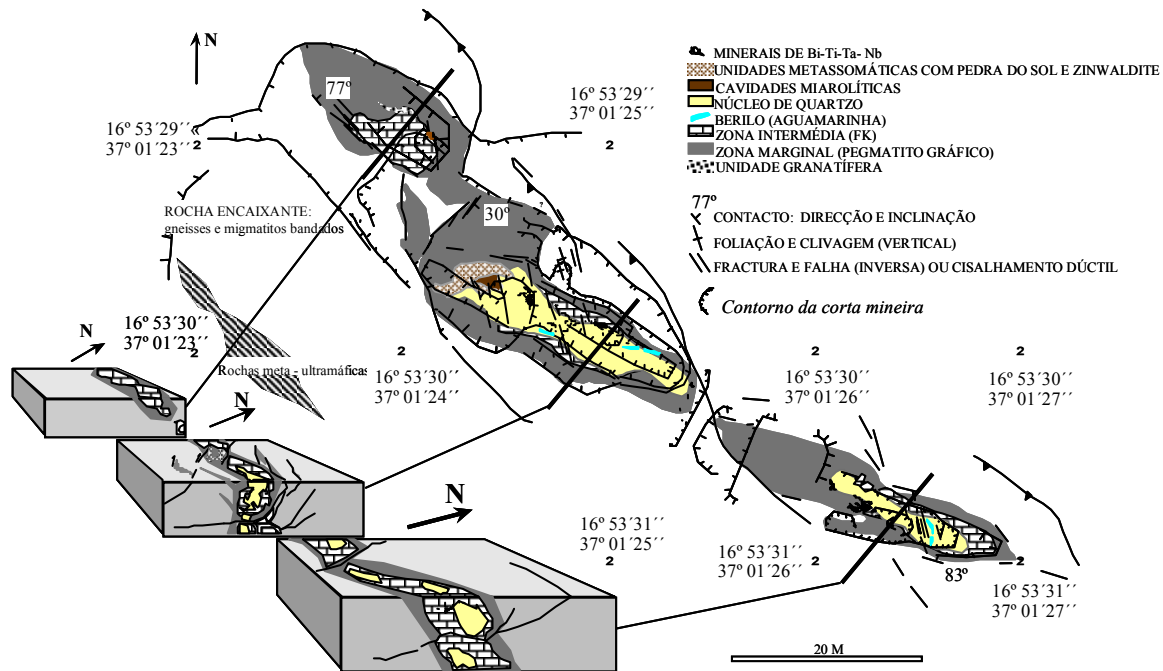 N
77º
16º 53´29´´
37º 01´23´´
2
16º 53´29´´
37º 01´25´´
2
MINERAIS DE Bi-Ti-Ta- Nb
UNIDADES METASSOMÁTICAS COM PEDRA DO SOL E ZINWALDITE
CAVIDADES MIAROLÍTICAS
NÚCLEO DE QUARTZO
BERILO (AGUAMARINHA)
ZONA INTERMÉDIA (FK)
ZONA MARGINAL (PEGMATITO GRÁFICO)
UNIDADE GRANATÍFERA
77º
CONTACTO: DIRECÇÃO E INCLINAÇÃO
FOLIAÇÃO E CLIVAGEM (VERTICAL)
FRACTURA E FALHA (INVERSA) OU CISALHAMENTO DÚCTIL
Contorno da corta mineira
ROCHA ENCAIXANTE:
gneisses e migmatitos bandados
30º
?
16º 53´30´´
37º 01´23´´
2
Rochas meta - ultramáficas
2
16º 53´30´´
37º 01´24´´
2
16º 53´30´´
37º 01´26´´
2
16º 53´30´´
37º 01´27´´
N
N
N
16º 53´31´´
37º 01´25´´
2
16º 53´31´´
37º 01´26´´
2
83º
2
16º 53´31´´
37º 01´27´´
20 M